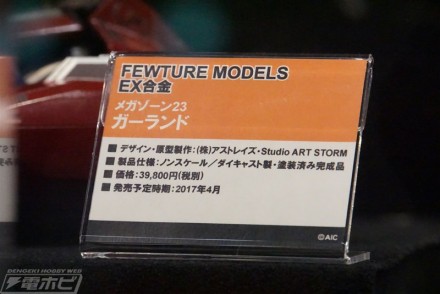 FEWTURE MODELS
EX合金
メガゾーン23
ガーランド
■ デザイン・原型製作：(株)アストレイズ・Studio ART STORM
■ 製品仕様：ノンスケール／ダイキャスト製・塗装済み完成品
■ 価格：39,800円(税別)
■ 発売予定時期：2017年4月
©AIC
DENGEKI HOBBY WEB
電ホビ